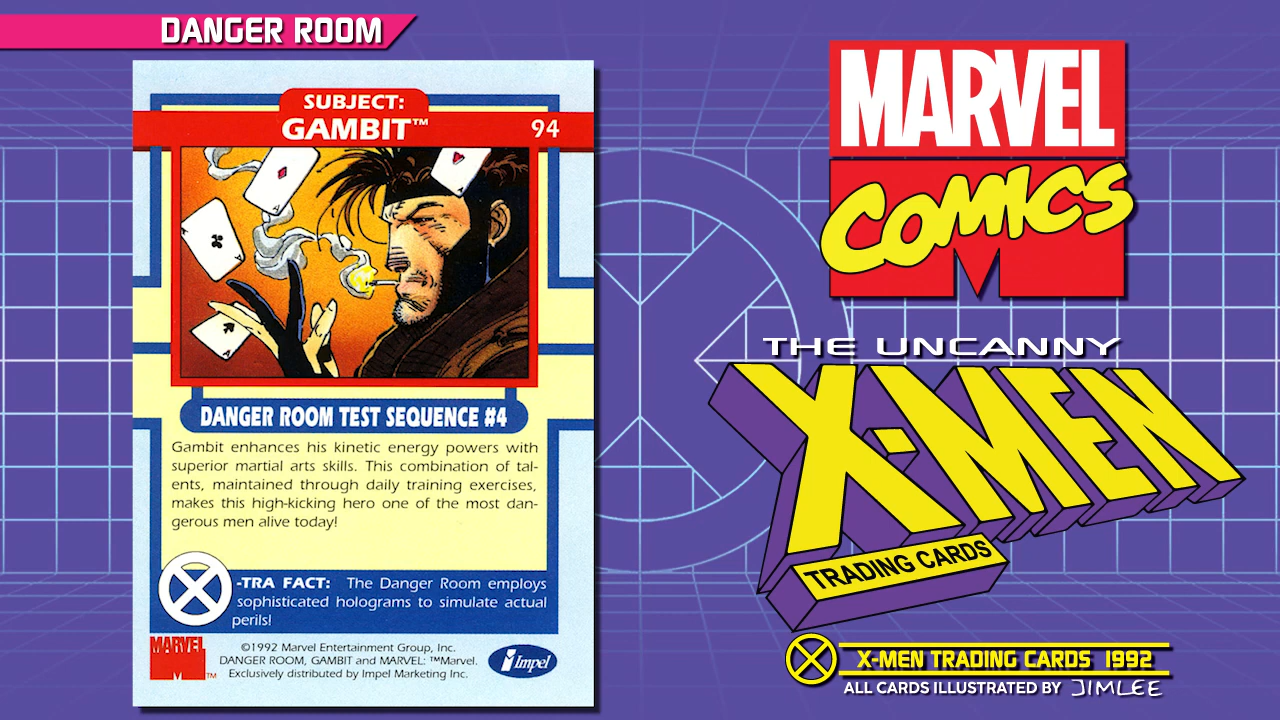 DANGER ROOM
SUBJECT:
GAMBIT™
94
DANGER ROOM TEST SEQUENCE #4
Gambit enhances his kinetic energy powers with
superior martial arts skills. This combination of tal-
ents, maintained through daily training exercises,
makes this high-kicking hero one of the most dan-
gerous men alive today!
-TRA FACT: The Danger Room employs
sophisticated holograms to simulate actual
perils!
MARVEL
M™
©1992 Marvel Entertainment Group, Inc.
DANGER ROOM, GAMBIT and MARVEL: ™Marvel.
Exclusively distributed by Impel Marketing Inc.
Impel
MARVEL
COMICS
THE UNCANNY
X-MEN
TRADING CARDS
X-MEN TRADING CARDS 1992
ALL CARDS ILLUSTRATED BY JIMLEE